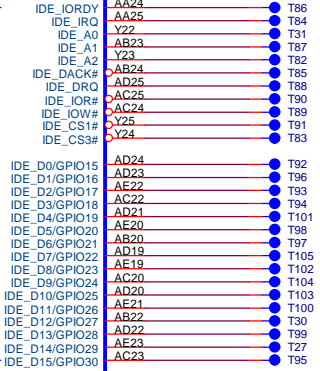 IDE_IORDY AA24 T86
IDE_IRQ AA25 T84
IDE_A0 Y22 T31
IDE_A1 AB23 T87
IDE_A2 Y23 T82
IDE_DACK# AB24 T85
IDE_DRQ AD25 T88
IDE_IOR# AC25 T90
IDE_IOW# AC24 T89
IDE_CS1# Y25 T91
IDE_CS3# Y24 T83
IDE_D0/GPIO15 AD24 T92
IDE_D1/GPIO16 AD23 T96
IDE_D2/GPIO17 AE22 T93
IDE_D3/GPIO18 AC22 T94
IDE_D4/GPIO19 AD21 T101
IDE_D5/GPIO20 AE20 T98
IDE_D6/GPIO21 AB20 T97
IDE_D7/GPIO22 AD19 T105
IDE_D8/GPIO23 AE19 T102
IDE_D9/GPIO24 AC20 T104
IDE_D10/GPIO25 AD20 T103
IDE_D11/GPIO26 AE21 T100
IDE_D12/GPIO27 AB22 T30
IDE_D13/GPIO28 AD22 T99
IDE_D14/GPIO29 AE23 T27
IDE_D15/GPIO30 AC23 T95